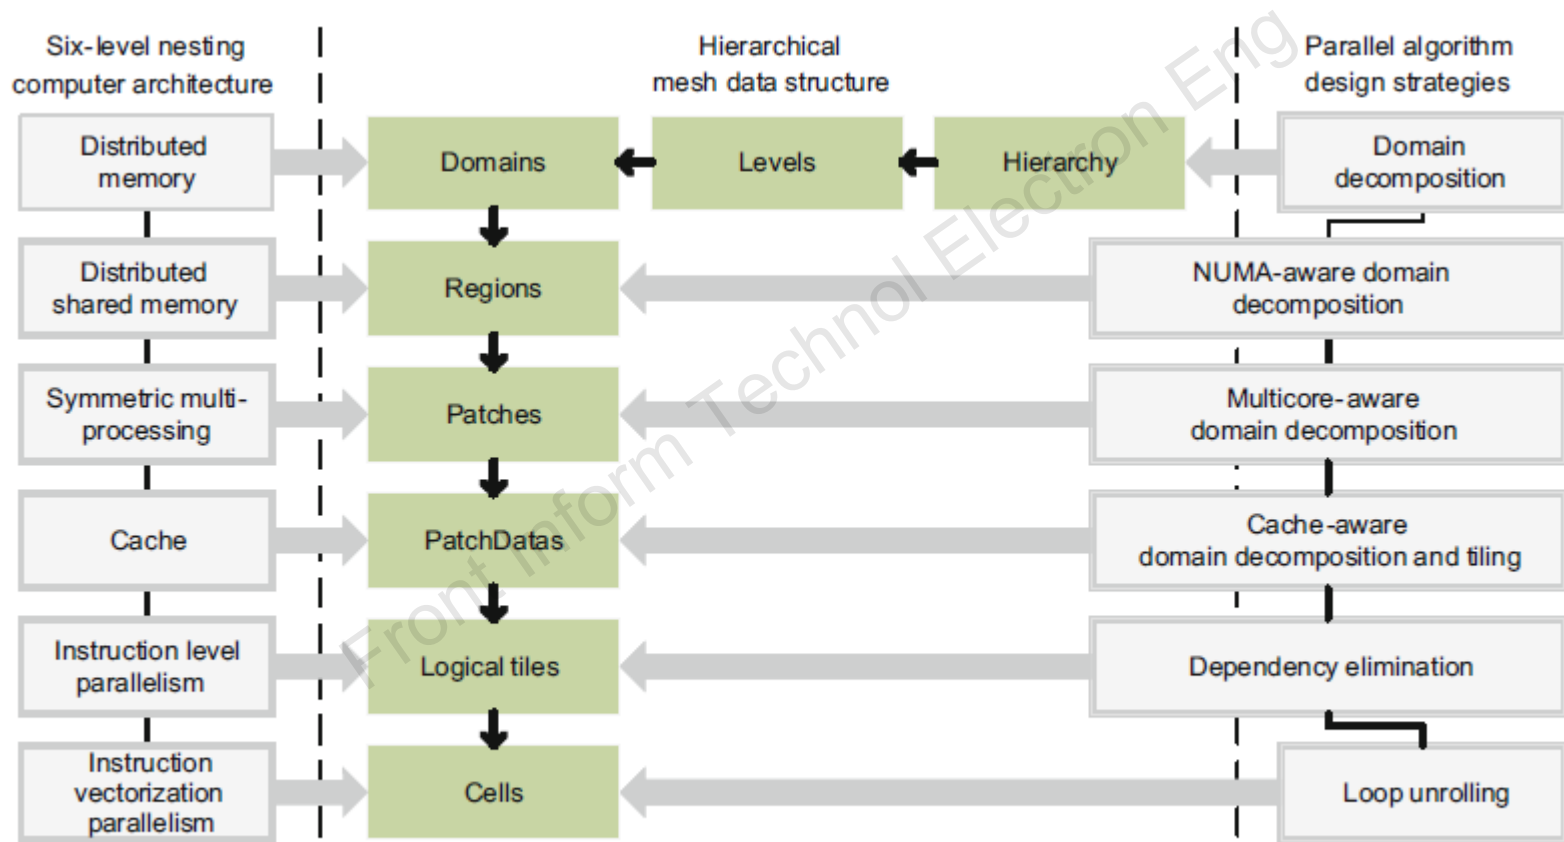 Six-level nesting
computer architecture
Hierarchical
mesh data structure
Parallel algorithm
design strategies
Distributed
memory
Domains
Levels
Hierarchy
Domain
decomposition
Distributed
shared memory
Regions
NUMA-aware domain
decomposition
Symmetric multi-
processing
Patches
Multicore-aware
domain decomposition
Cache
PatchDatas
Cache-aware
domain decomposition and tiling
Instruction level
parallelism
Logical tiles
Dependency elimination
Instruction
vectorization
parallelism
Cells
Loop unrolling
Front Inform Technol Electron Eng